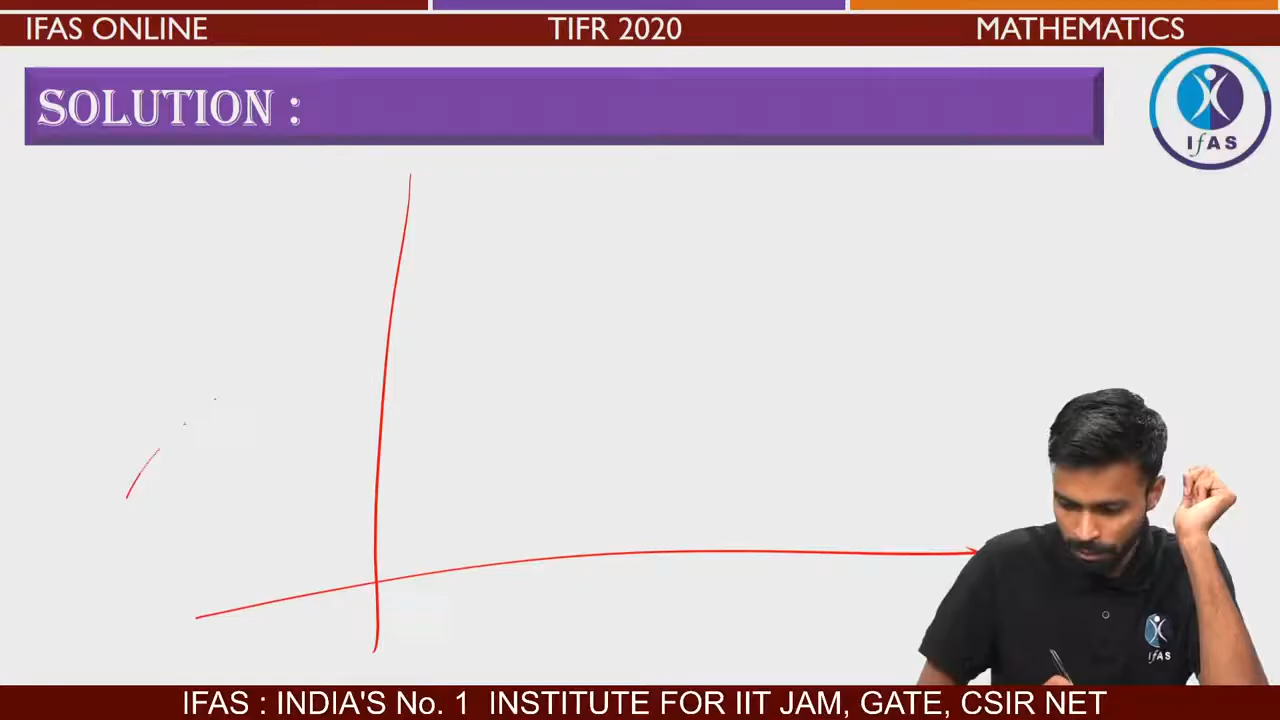 IFAS ONLINE TIFR 2020 MATHEMATICS
SOLUTION :
IfAS
IfAS
IFAS : INDIA'S No. 1 INSTITUTE FOR IIT JAM, GATE, CSIR NET